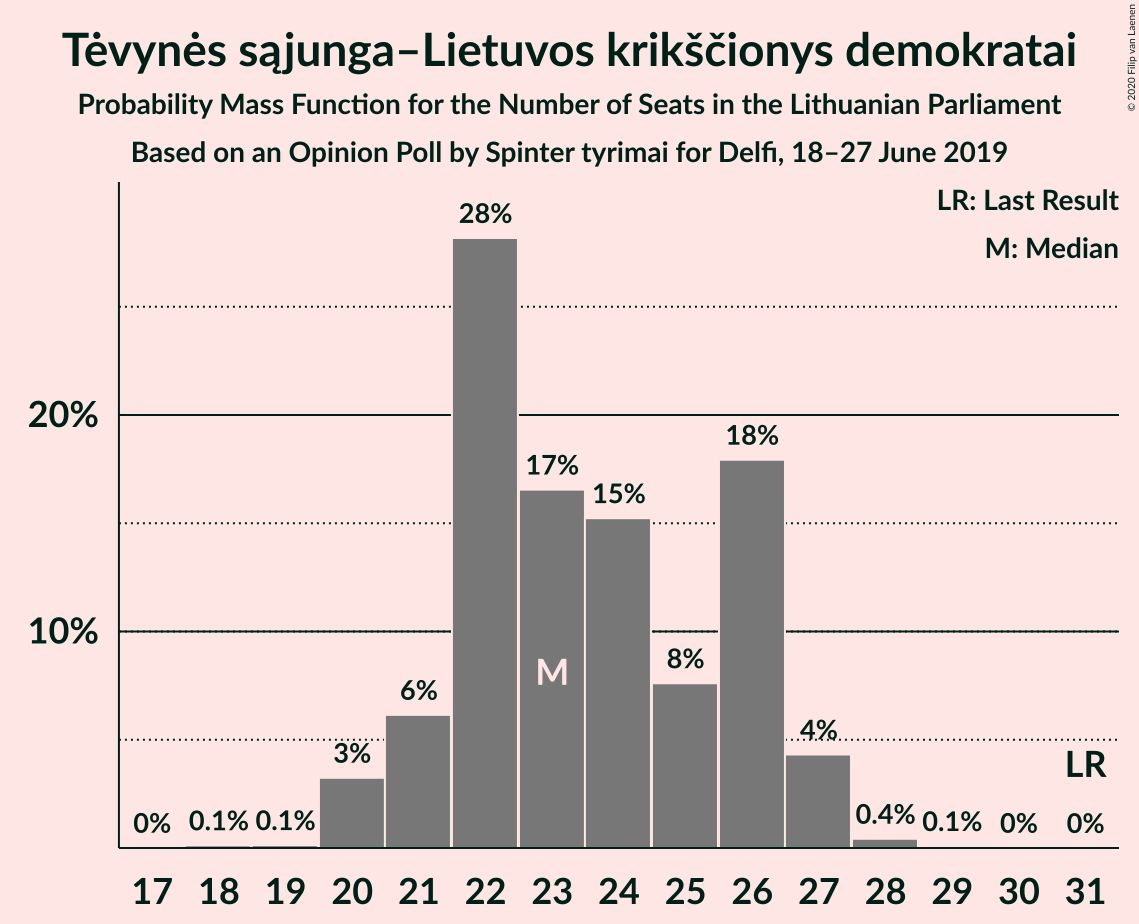 Tėvynės sąjunga–Lietuvos krikščionys demokratai
Probability Mass Function for the Number of Seats in the Lithuanian Parliament
Based on an Opinion Poll by Spinter tyrimai for Delfi, 18–27 June 2019
© 2020 Filip van Laenen
LR: Last Result
M: Median
28%
20%
18%
17%
15%
10%
8%
M
6%
4%
3%
LR
0% 0.1% 0.1% 0.4% 0.1% 0% 0%
17 18 19 20 21 22 23 24 25 26 27 28 29 30 31